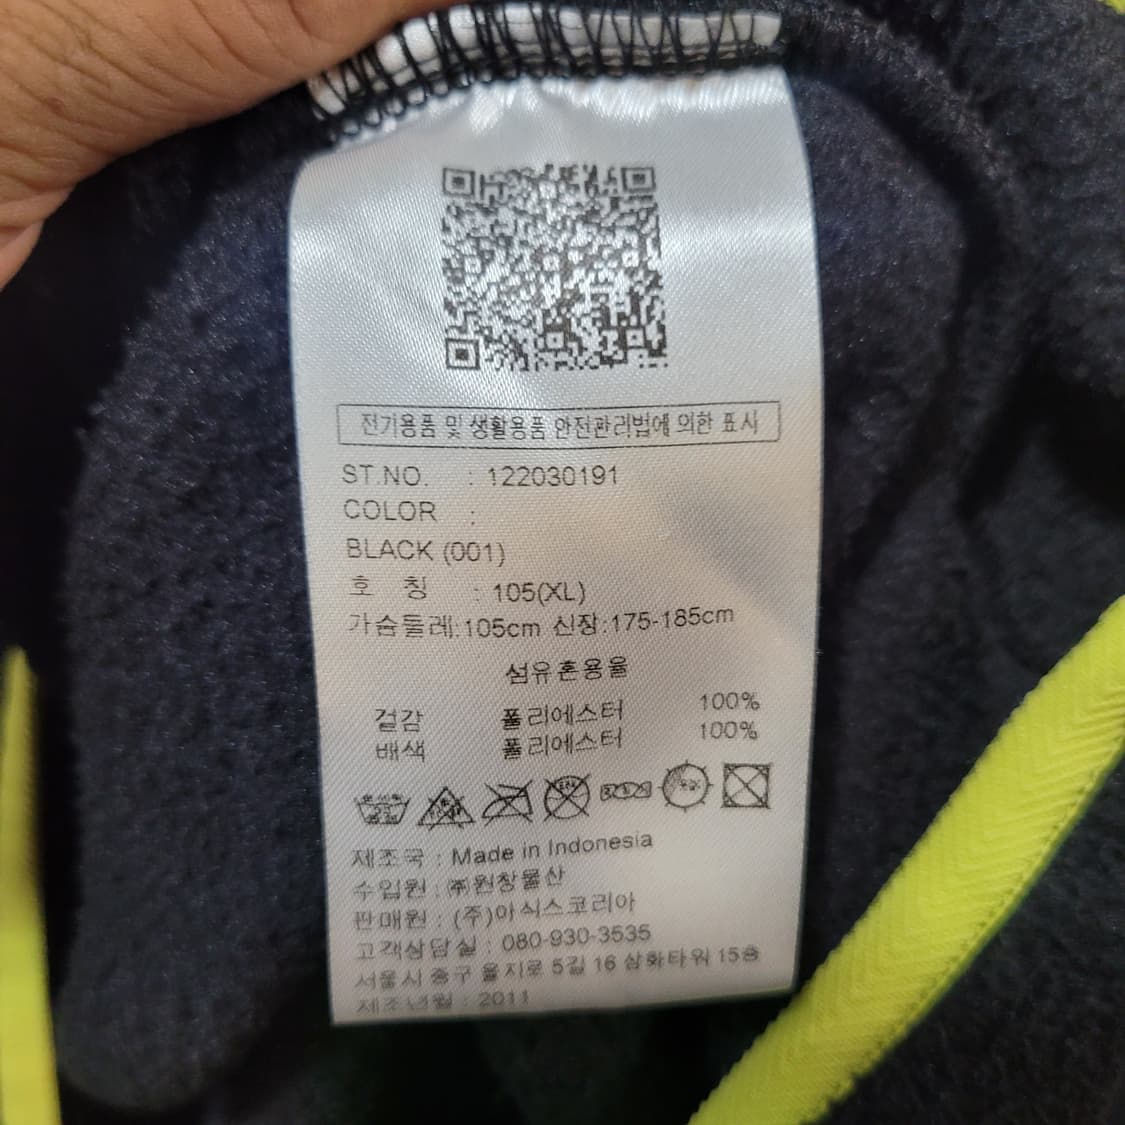 전기용품 및 생활용품 안전관리법에 의한 표시
ST.NO. : 122030191
COLOR :
BLACK (001)
호 칭 : 105(XL)
가슴둘레:105cm 신장:175-185cm
섬유혼용율
겉감 폴리에스터 100%
배색 폴리에스터 100%
제조국 : Made in Indonesia
수입원 : ㈜원창물산
판매원 : (주)아식스코리아
고객상담실 : 080-930-3535
서울시 중구 을지로 5길 16 삼화타워 15층
제조년월 : 2011